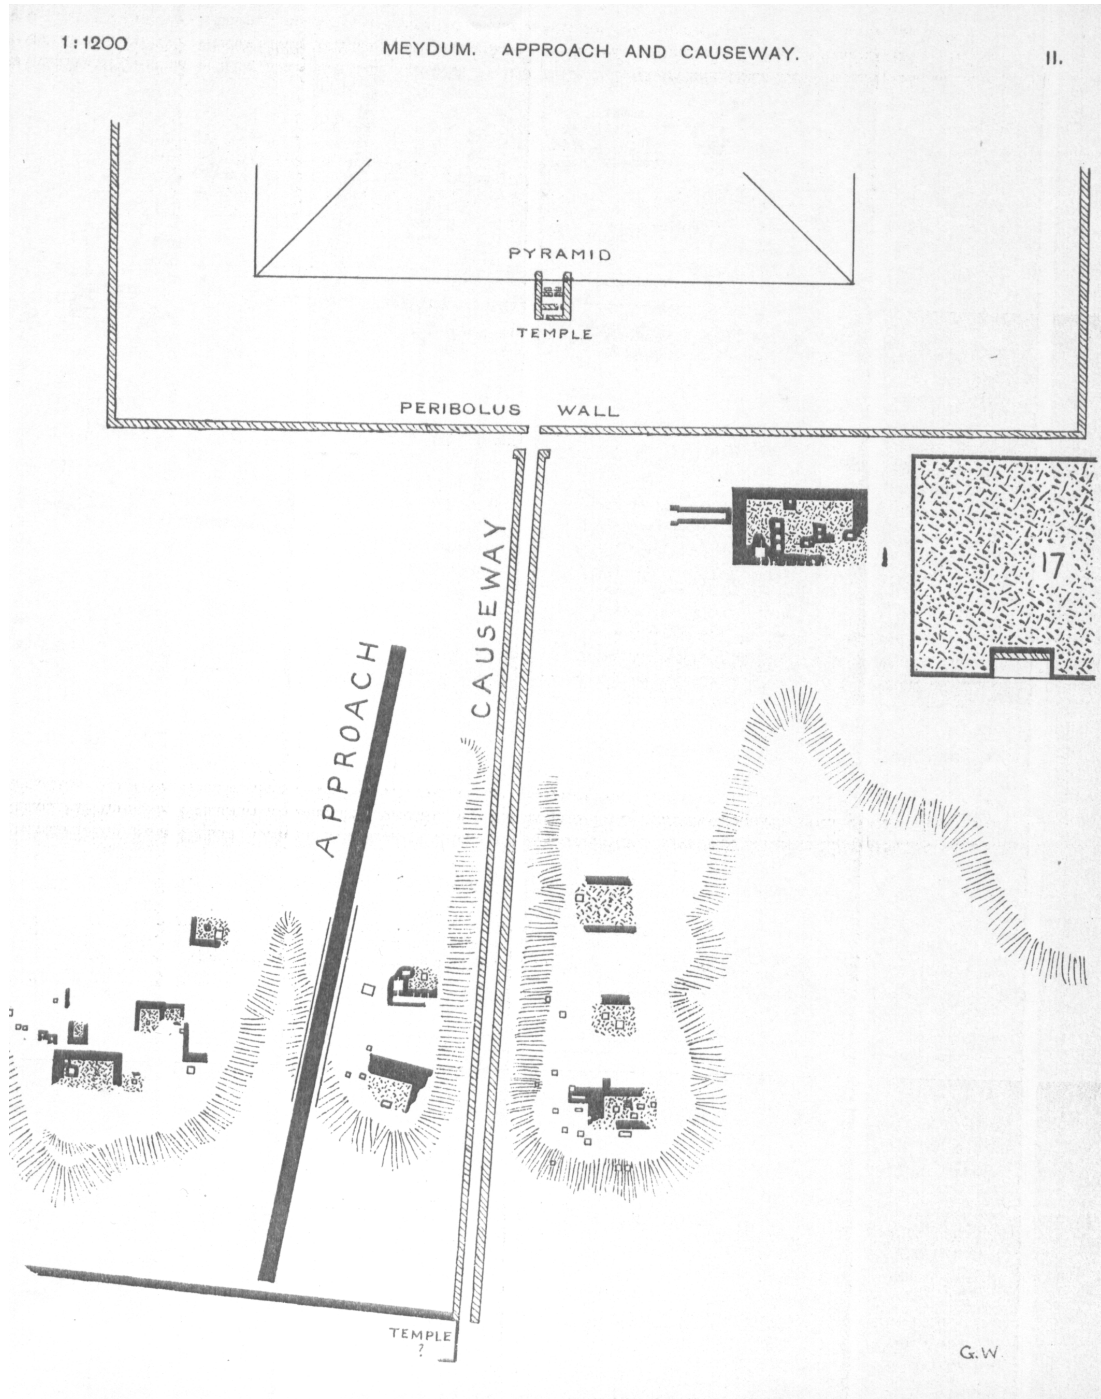 1:1200
MEYDUM. APPROACH AND CAUSEWAY.
II.
PYRAMID
TEMPLE
PERIBOLUS WALL
17
CAUSEWAY
APPROACH
TEMPLE
?
G.W.